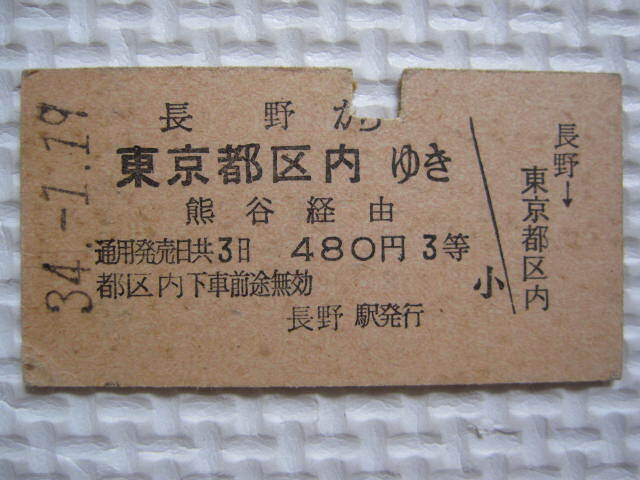 34.-1.19
長野から
東京都区内ゆき
熊谷経由
通用発売日共3日 480円 3等
都区内下車前途無効
長野駅発行
小
長野→
東京都区内